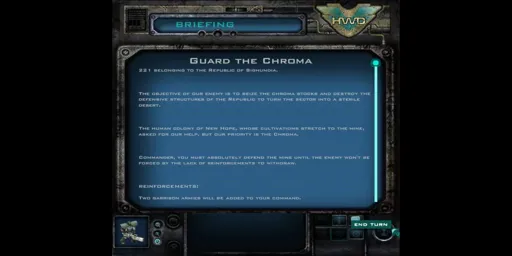 BRIEFING
HWD
GUARD THE CHROMA
221 BELONGING TO THE REPUBLIC OF SISMUNDIA.
THE OBJECTIVE OF OUR ENEMY IS TO SEIZE THE CHROMA STOCKS AND DESTROY THE
DEFENSIVE STRUCTURES OF THE REPUBLIC TO TURN THE SECTOR INTO A STERILE
DESERT.
THE HUMAN COLONY OF NEW HOPE, WHOSE CULTIVATIONS STRETCH TO THE MINE,
ASKED FOR OUR HELP. BUT OUR PRIORITY IS THE CHROMA.
COMMANDER, YOU MUST ABSOLUTELY DEFEND THE MINE UNTIL THE ENEMY WON'T BE
FORCED BY THE LACK OF REINFORCEMENTS TO WITHDRAW.
REINFORCEMENTS:
TWO GARRISON ARMIES WILL BE ADDED TO YOUR COMMAND:
END TURN